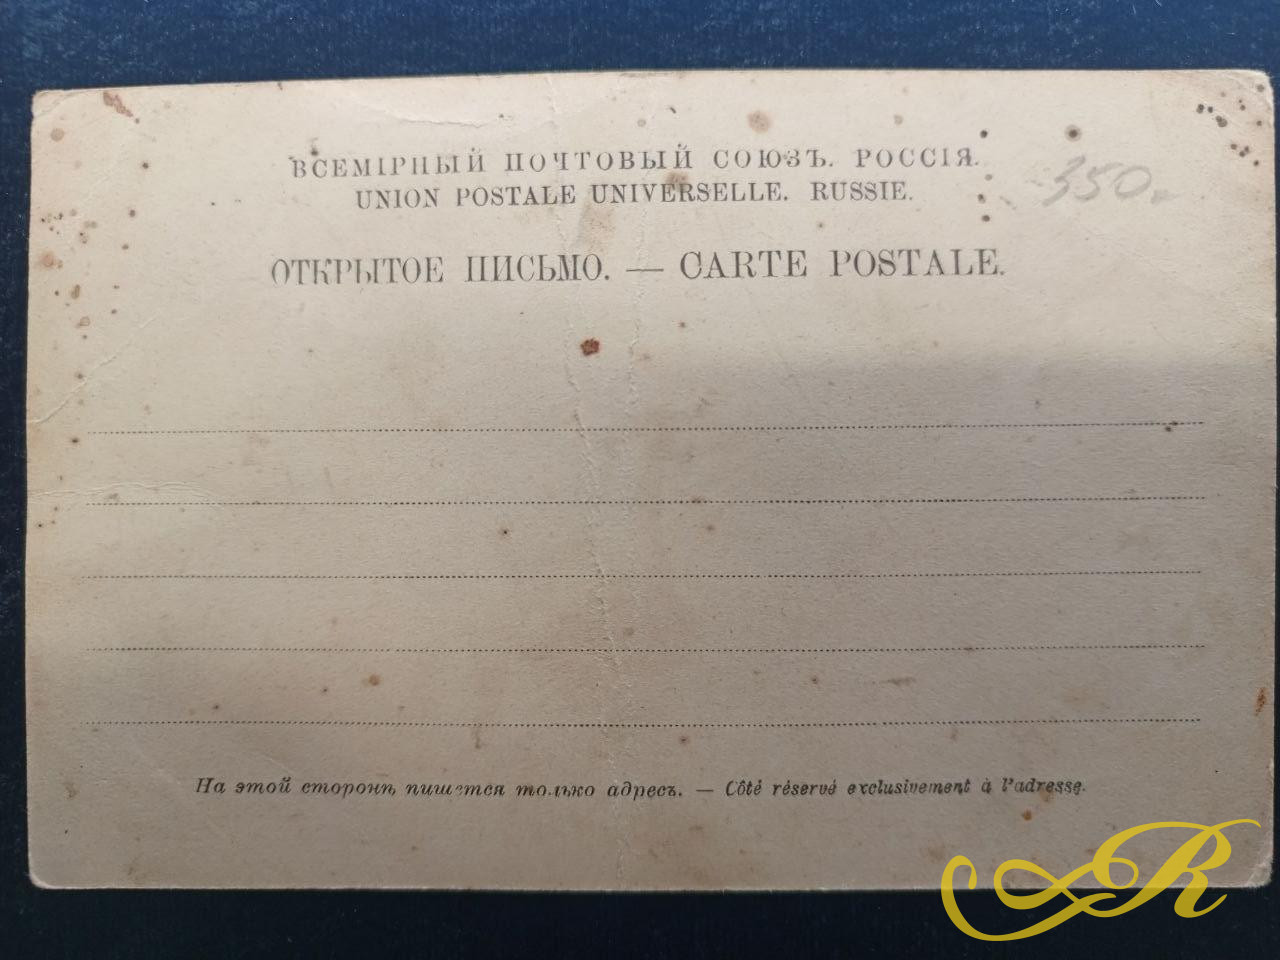 ВСЕМІРНЫЙ ПОЧТОВЫЙ СОЮЗЪ. РОССІЯ.
UNION POSTALE UNIVERSELLE. RUSSIE.
350.
ОТКРЫТОЕ ПИСЬМО. — CARTE POSTALE.
На этой сторонѣ пишется только адресъ. — Côté réservé exclusivement à l'adresse.
R